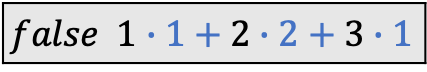 false 1 · 1 + 2 · 2 + 3 · 1